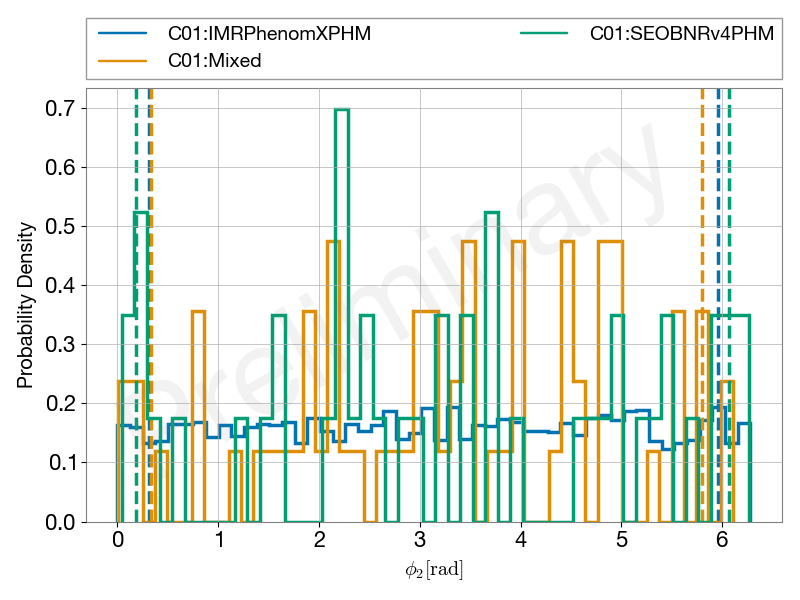 C01:IMRPhenomXPHM
C01:Mixed
C01:SEOBNRv4PHM
Preliminary
Probability Density
0.7
0.6
0.5
0.4
0.3
0.2
0.1
0.0
0 1 2 3 4 5 6
ϕ₂[rad]